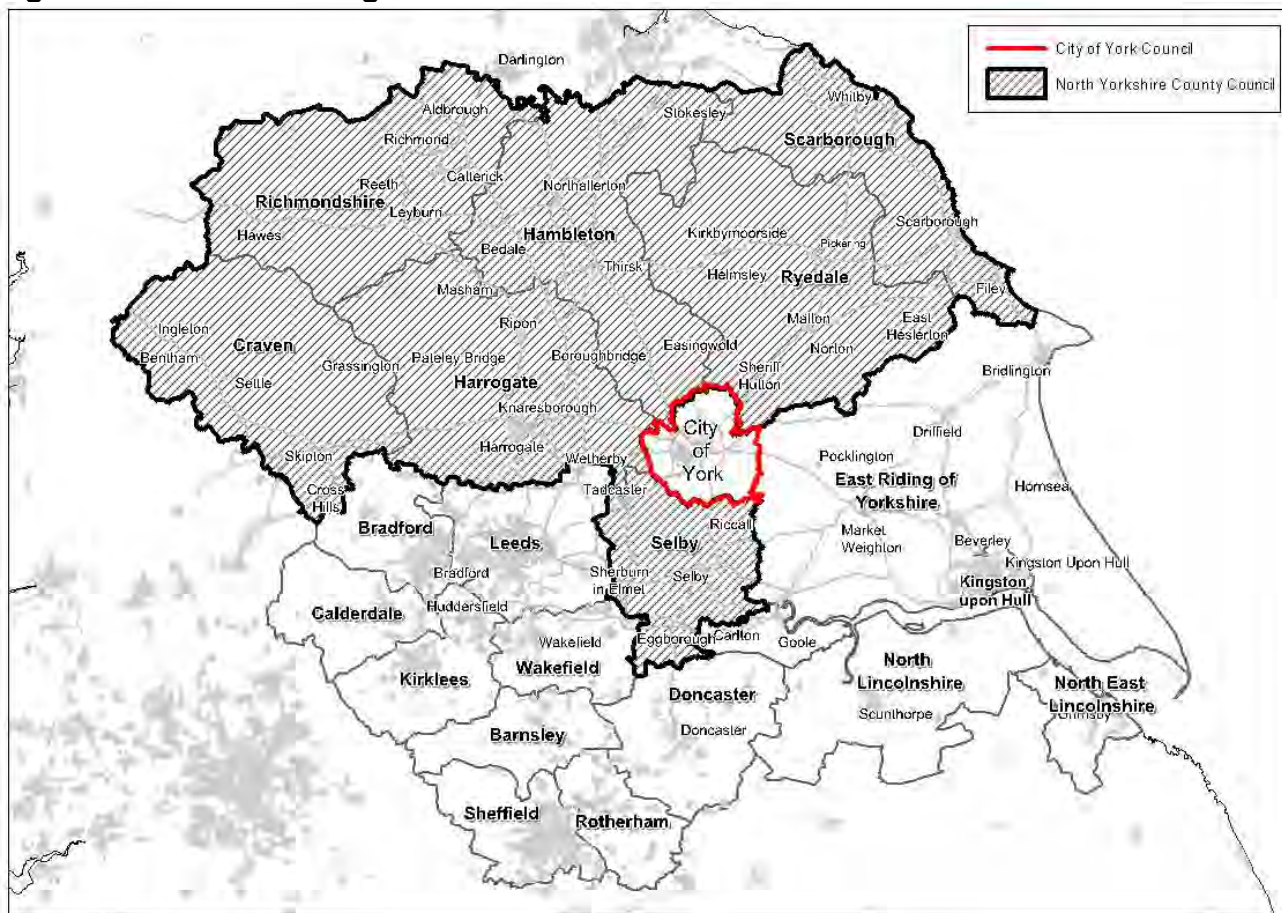 City of York Council
North Yorkshire County Council
Darlington
Aldbrough
Stokesley
Whitby
Richmond
Scarborough
Catterick
Reeth
Northallerton
Richmondshire
Leyburn
Scarborough
Hawes
Hambleton
Kirkbymoorside
Pickering
Bedale
Thirsk
Helmsley
Ryedale
Masham
Filey
Ingleton
Ripon
Malton
East
Heslerton
Craven
Bentham
Grassington
Pateley Bridge
Boroughbridge
Easingwold
Norton
Settle
Harrogate
Sheriff
Hutton
Bridlington
Knaresborough
City
of
York
Driffield
Harrogate
Skipton
Wetherby
Pocklington
East Riding of
Yorkshire
Tadcaster
Hornsea
Cross
Hills
Bradford
Riccall
Market
Weighton
Leeds
Selby
Beverley
Bradford
Sherburn
in Elmet
Selby
Kingston Upon Hull
Kingston
upon Hull
Calderdale
Huddersfield
Wakefield
Eggborough
Carlton
Goole
Wakefield
Kirklees
North
Lincolnshire
Doncaster
North East
Lincolnshire
Scunthorpe
Grimsby
Barnsley
Doncaster
Sheffield
Rotherham